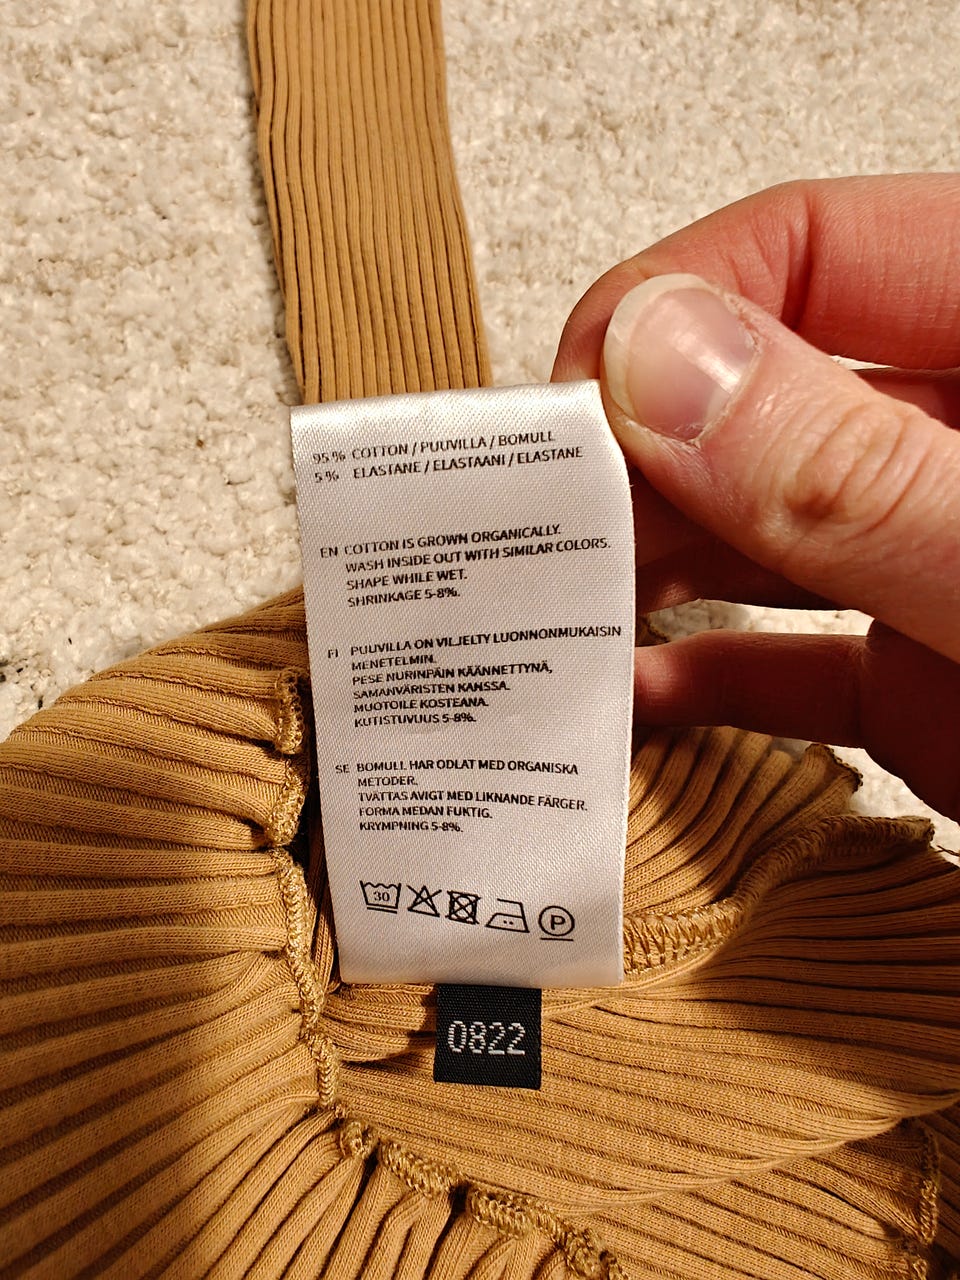 95% COTTON / PUUVILLA / BOMULL
5% ELASTANE / ELASTAANI / ELASTANE
EN COTTON IS GROWN ORGANICALLY.
WASH INSIDE OUT WITH SIMILAR COLORS.
SHAPE WHILE WET.
SHRINKAGE 5-8%.
FI PUUVILLA ON VILJELTY LUONNONMUKAISIN
MENETELMIN.
PESE NURINPÄIN KÄÄNNETTYNÄ,
SAMANVÄRISTEN KANSSA.
MUOTOILE KOSTEANA.
KUTISTUVUUS 5-8%.
SE BOMULL HAR ODLAT MED ORGANISKA
METODER.
TVÄTTAS AVIGT MED LIKNANDE FÄRGER.
FORMA MEDAN FUKTIG.
KRYMPNING 5-8%.
30 P
0822